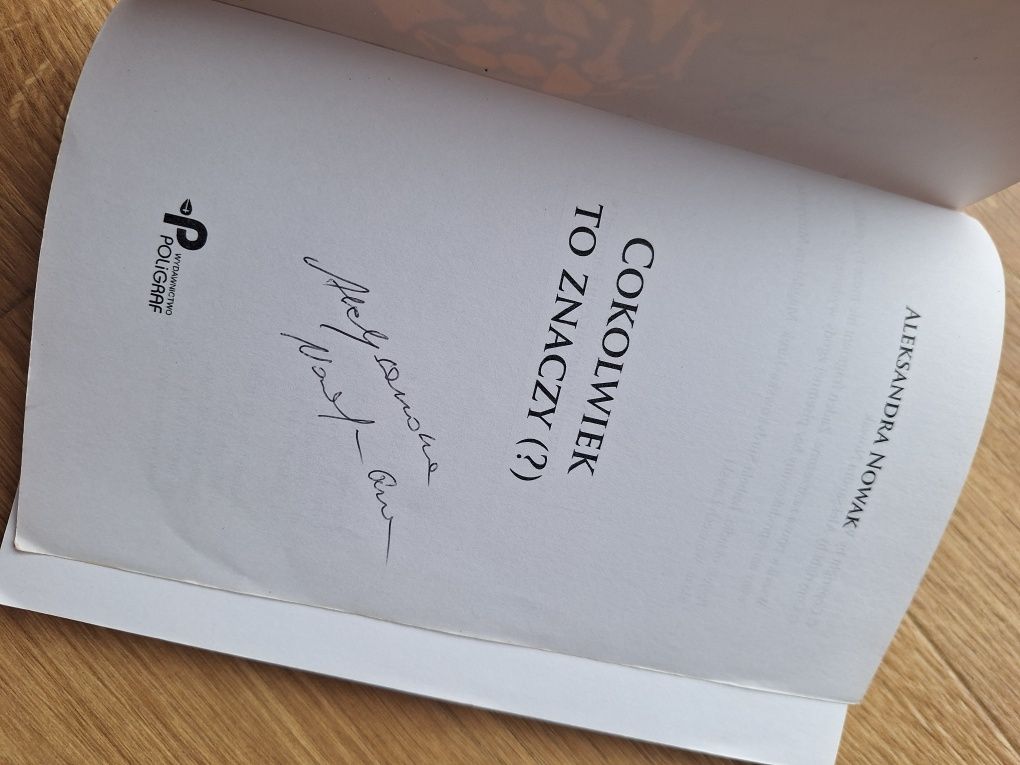 ALEKSANDRA NOWAK
COKOLWIEK
TO ZNACZY (?)
WYDAWNICTWO
POLiGRAF